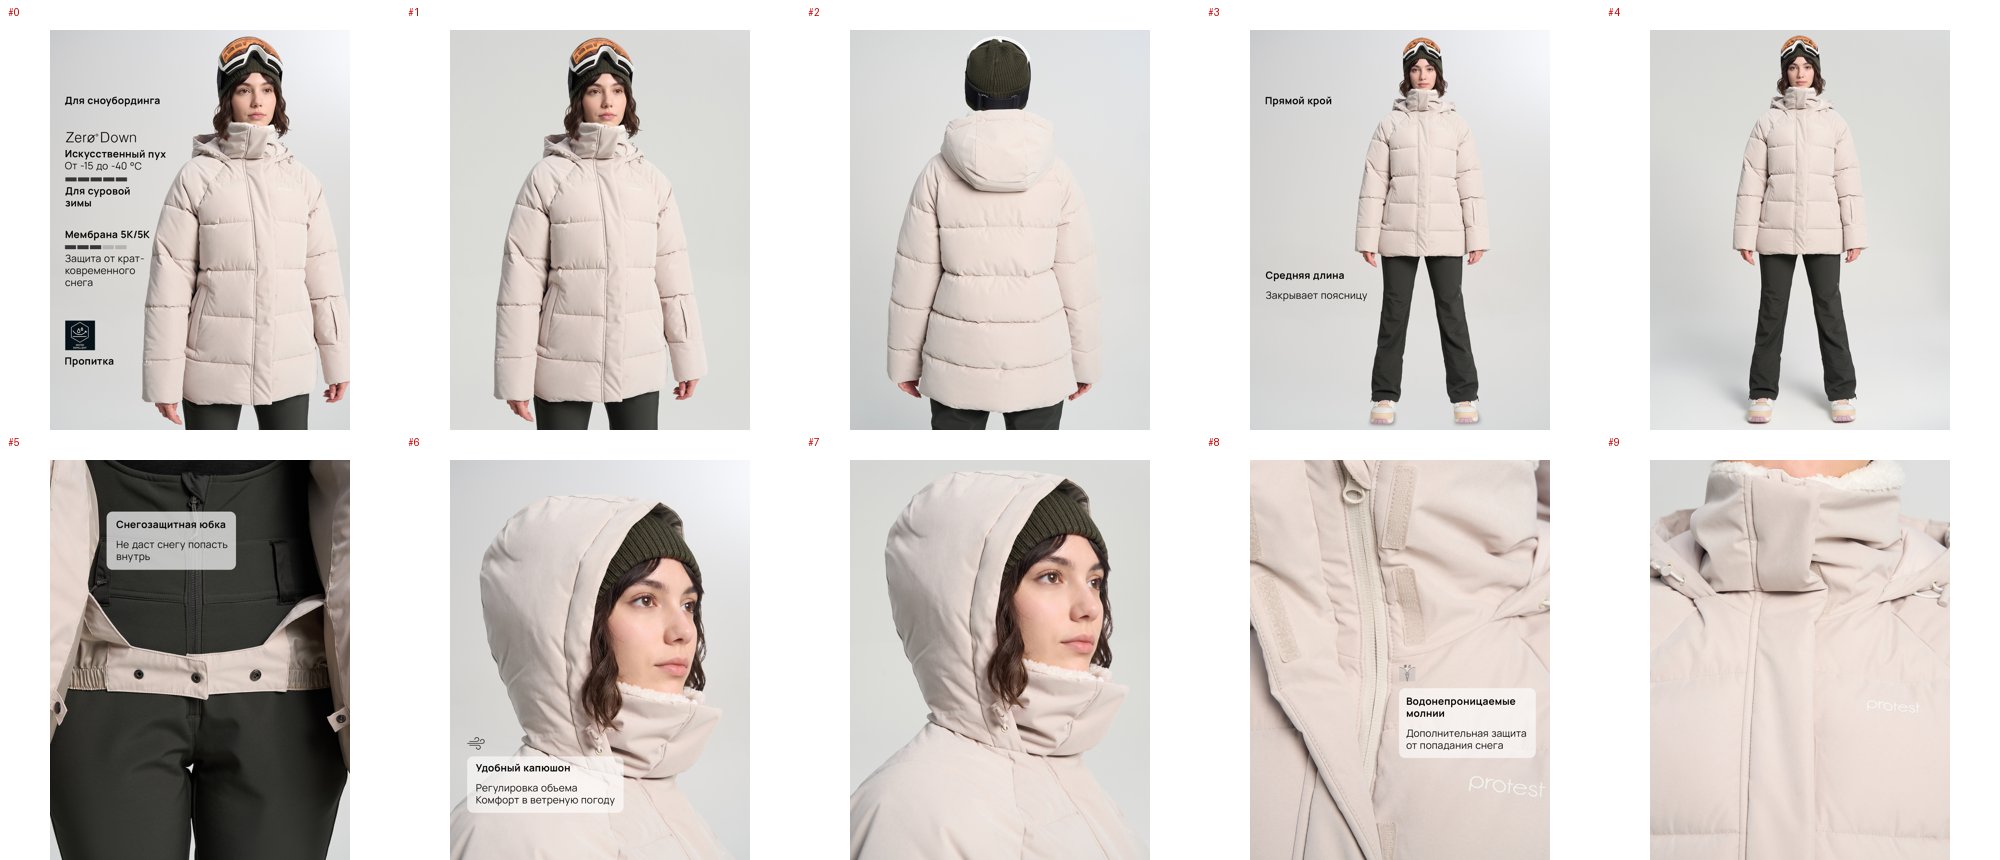 #0
#1
#2
#3
#4
Для сноубординга
Zerø°Down
Искусственный пух
От -15 до -40 °C
Для суровой
зимы
Мембрана 5K/5K
Защита от крат-
ковременного
снега
Пропитка
Прямой крой
Средняя длина
Закрывает поясницу
#5
#6
#7
#8
#9
Снегозащитная юбка
Не даст снегу попасть
внутрь
Удобный капюшон
Регулировка объема
Комфорт в ветреную погоду
Водонепроницаемые
молнии
Дополнительная защита
от попадания снега
protest
protest